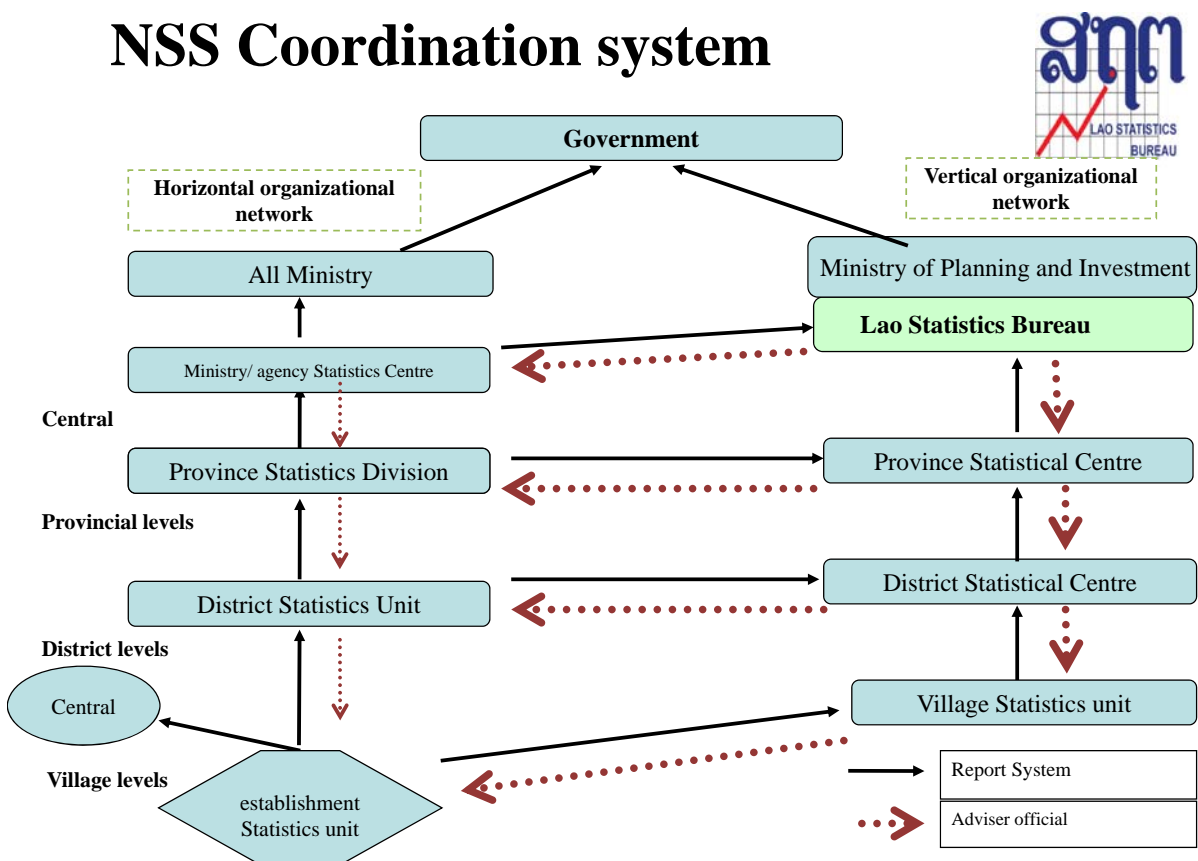 NSS Coordination system
ສູນສ
LAO STATISTICS
BUREAU
Government
Horizontal organizational
network
Vertical organizational
network
All Ministry
Ministry of Planning and Investment
Lao Statistics Bureau
Ministry/ agency Statistics Centre
Central
Province Statistics Division
Province Statistical Centre
Provincial levels
District Statistics Unit
District Statistical Centre
District levels
Central
Village Statistics unit
Village levels
establishment
Statistics unit
Report System
Adviser official